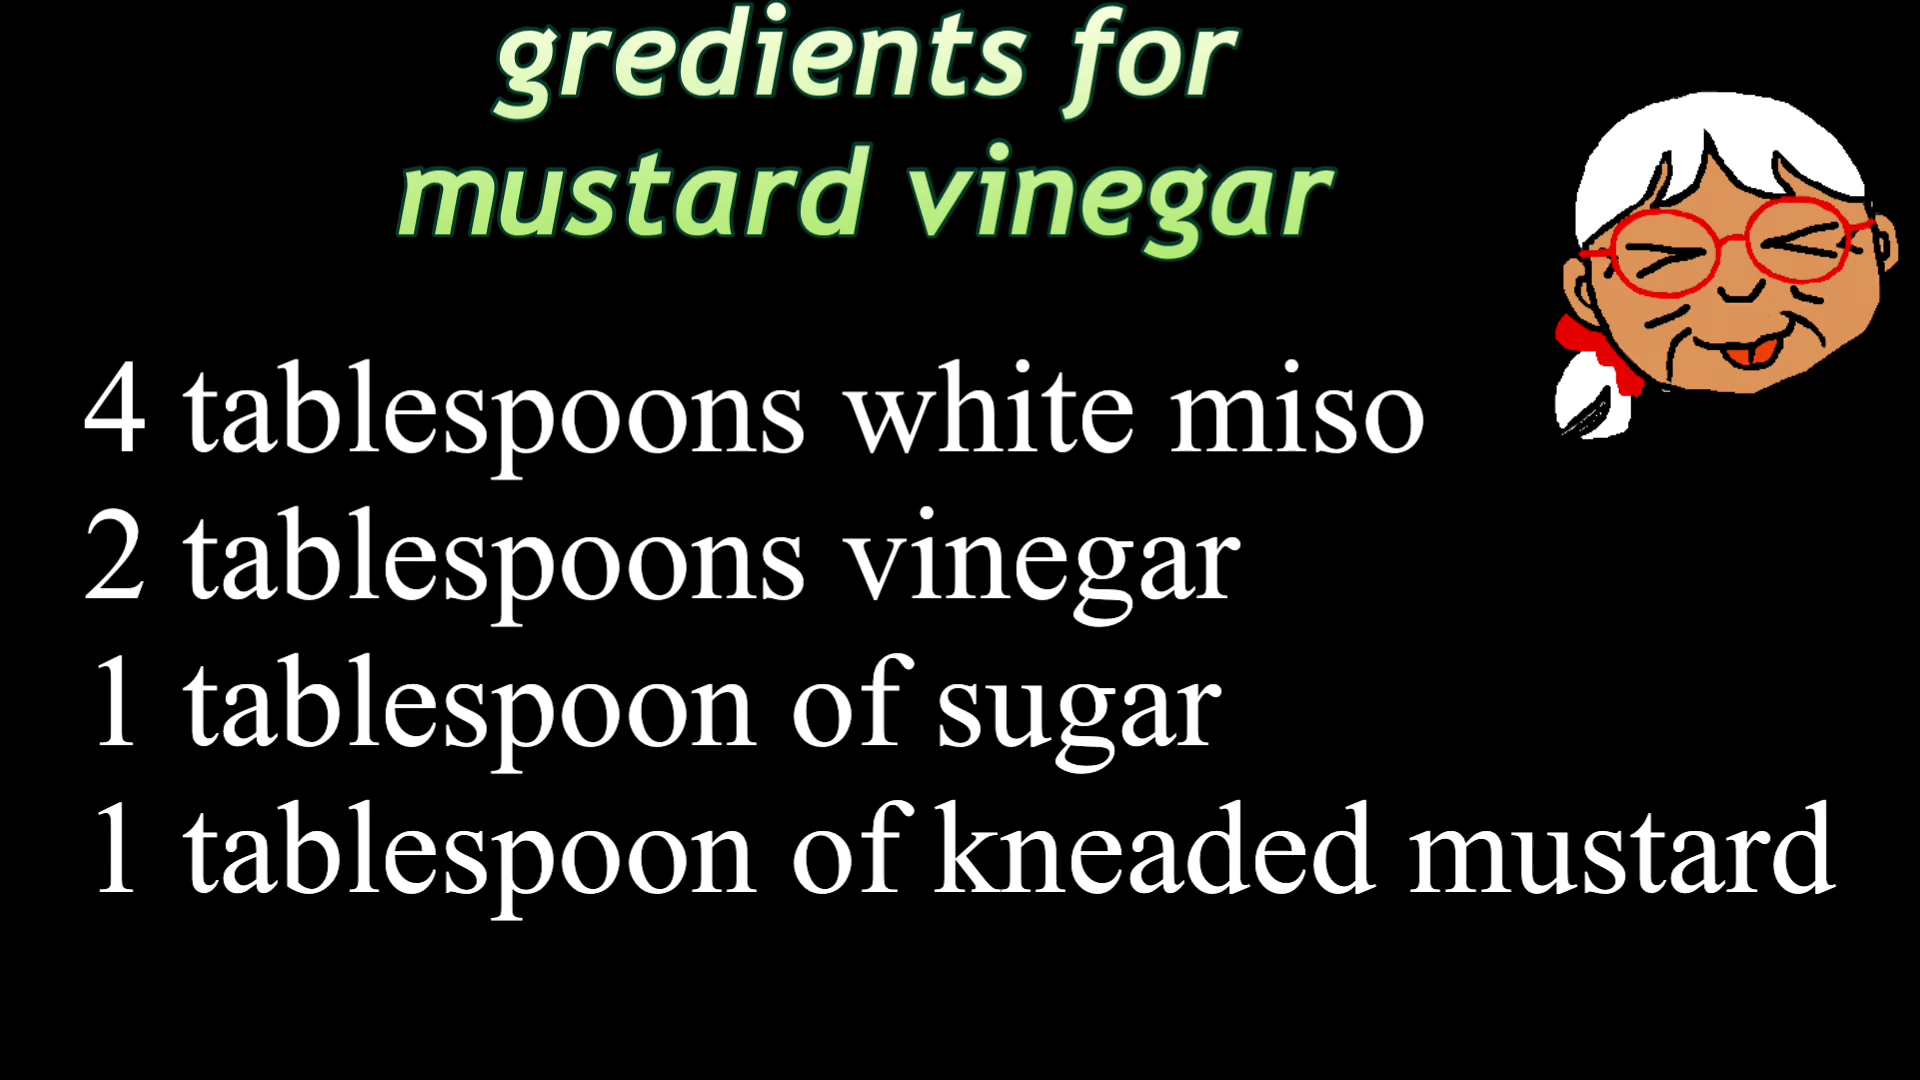 gredients for
mustard vinegar
4 tablespoons white miso
2 tablespoons vinegar
1 tablespoon of sugar
1 tablespoon of kneaded mustard